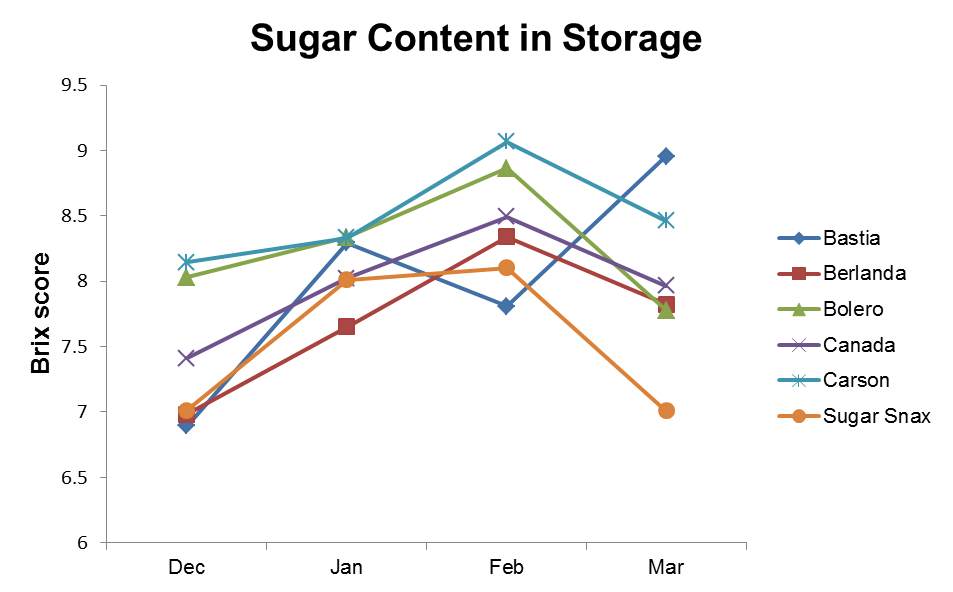 Sugar Content in Storage
9.5
9
8.5
8
7.5
7
6.5
6
Brix score
Dec Jan Feb Mar
Bastia
Berlanda
Bolero
Canada
Carson
Sugar Snax